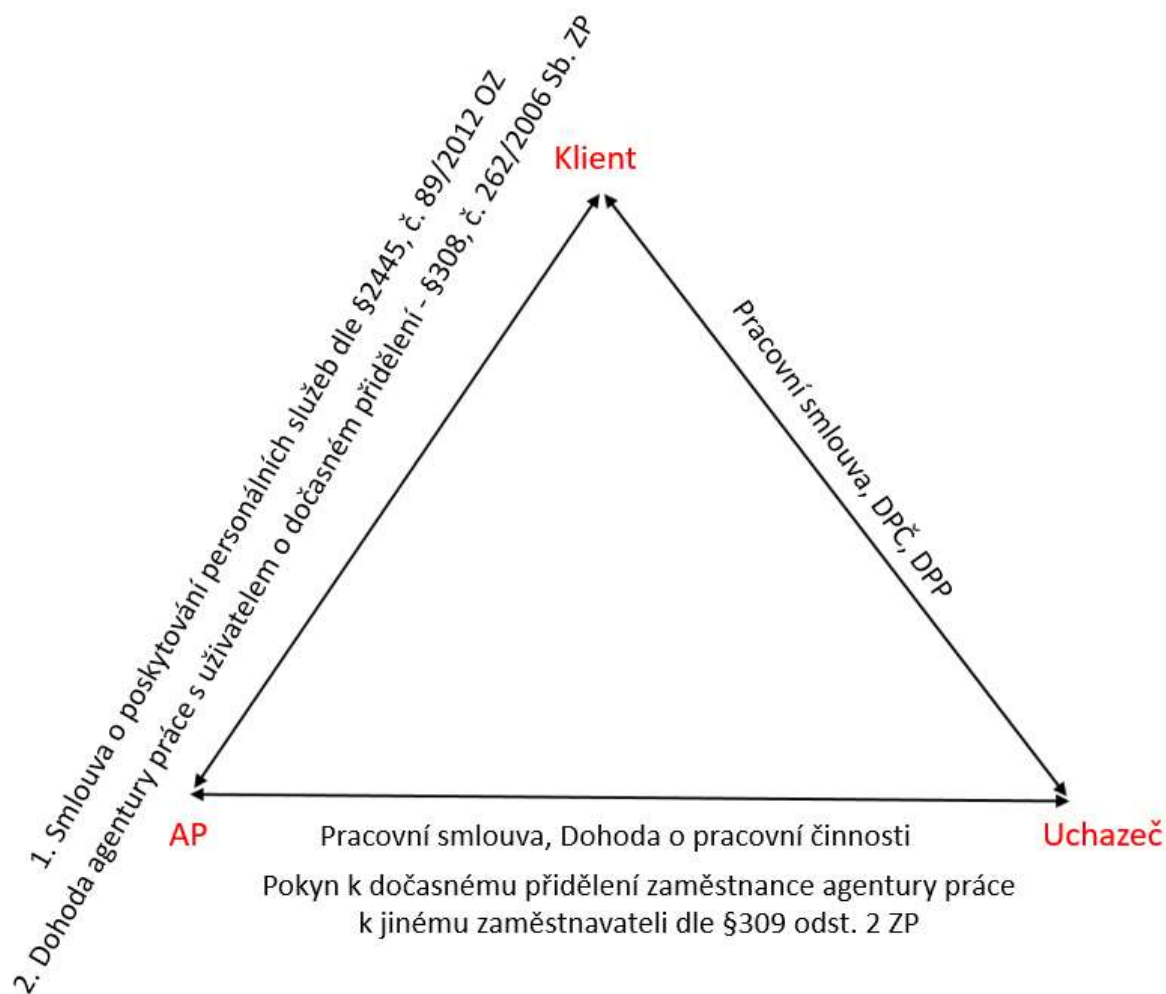 1. Smlouva o poskytování personálních služeb dle §2445, č. 89/2012 OZ
2. Dohoda agentury práce s uživatelem o dočasném přidělení - §308, č. 262/2006 Sb. ZP
Klient
Pracovní smlouva, DPČ, DPP
AP
Uchazeč
Pracovní smlouva, Dohoda o pracovní činnosti
Pokyn k dočasnému přidělení zaměstnance agentury práce
k jinému zaměstnavateli dle §309 odst. 2 ZP